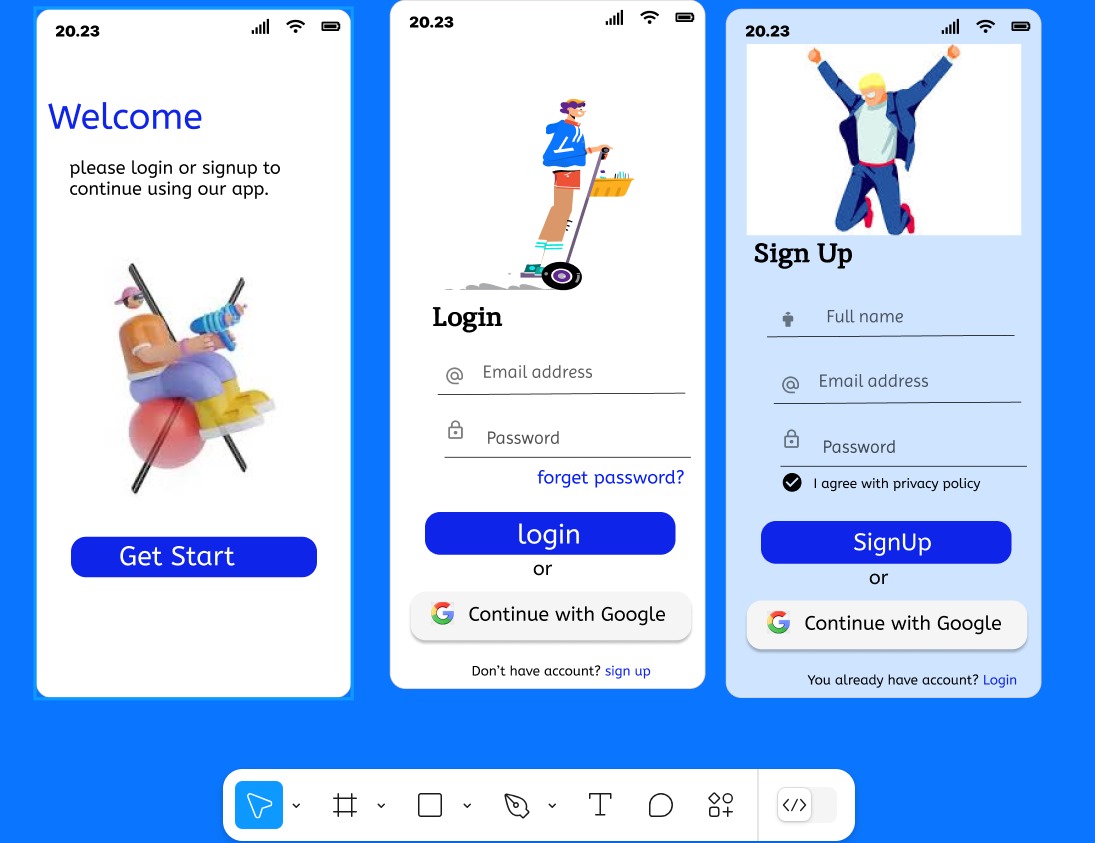 20.23
Welcome
please login or signup to
continue using our app.
Get Start
20.23
Login
@ Email address
Password
forget password?
login
or
Continue with Google
Don't have account? sign up
20.23
Sign Up
Full name
@ Email address
Password
I agree with privacy policy
SignUp
or
Continue with Google
You already have account? Login